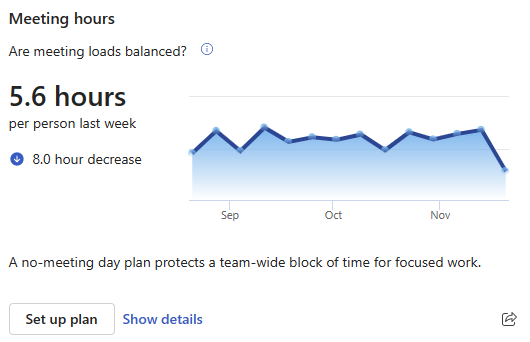 Meeting hours
Are meeting loads balanced?
5.6 hours
per person last week
8.0 hour decrease
Sep Oct Nov
A no-meeting day plan protects a team-wide block of time for focused work.
Set up plan Show details